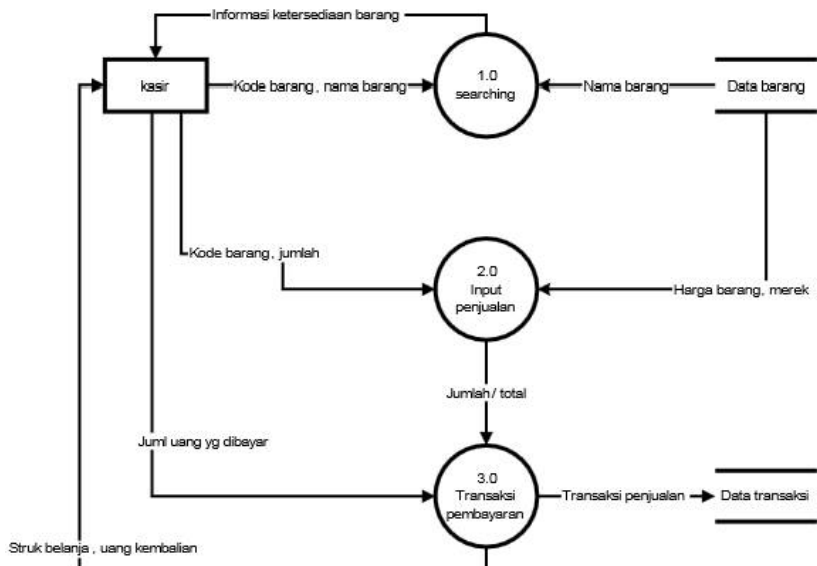 Informasi ketersediaan barang
kasir
Kode barang, nama barang
1.0
searching
Nama barang
Data barang
Kode barang, jumlah
2.0
Input
penjualan
Harga barang, merek
Jumlah / total
Juml uang yg dibayar
3.0
Transaksi
pembayaran
Transaksi penjualan
Data transaksi
Struk belanja , uang kembalian